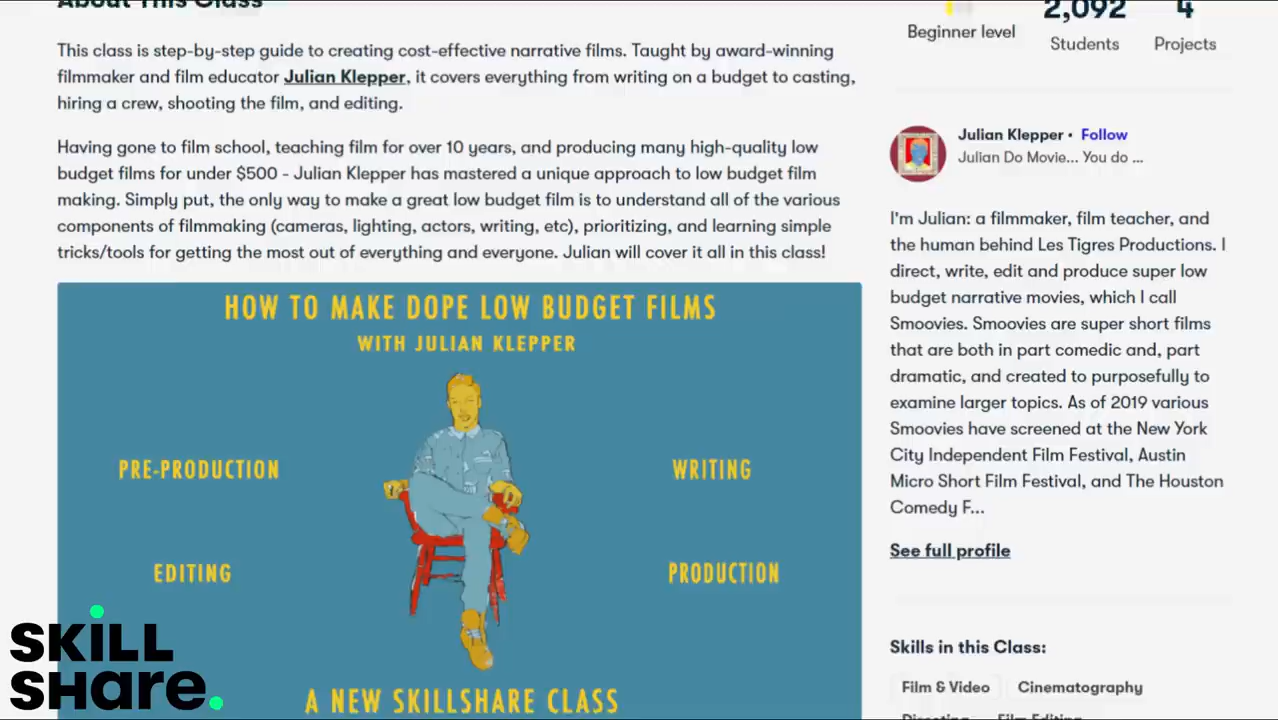 About This Class
This class is step-by-step guide to creating cost-effective narrative films. Taught by award-winning
filmmaker and film educator Julian Klepper, it covers everything from writing on a budget to casting,
hiring a crew, shooting the film, and editing.
Having gone to film school, teaching film for over 10 years, and producing many high-quality low
budget films for under $500 - Julian Klepper has mastered a unique approach to low budget film
making. Simply put, the only way to make a great low budget film is to understand all of the various
components of filmmaking (cameras, lighting, actors, writing, etc), prioritizing, and learning simple
tricks/tools for getting the most out of everything and everyone. Julian will cover it all in this class!
HOW TO MAKE DOPE LOW BUDGET FILMS
WITH JULIAN KLEPPER
PRE-PRODUCTION
WRITING
EDITING
PRODUCTION
A NEW SKILLSHARE CLASS
SKiLL
SHare.
Beginner level
2,092
Students
4
Projects
Julian Klepper • Follow
Julian Do Movie... You do ...
I'm Julian: a filmmaker, film teacher, and
the human behind Les Tigres Productions. I
direct, write, edit and produce super low
budget narrative movies, which I call
Smoovies. Smoovies are super short films
that are both in part comedic and, part
dramatic, and created to purposefully to
examine larger topics. As of 2019 various
Smoovies have screened at the New York
City Independent Film Festival, Austin
Micro Short Film Festival, and The Houston
Comedy F...
See full profile
Skills in this Class:
Film & Video
Cinematography
Directing
Film Editing